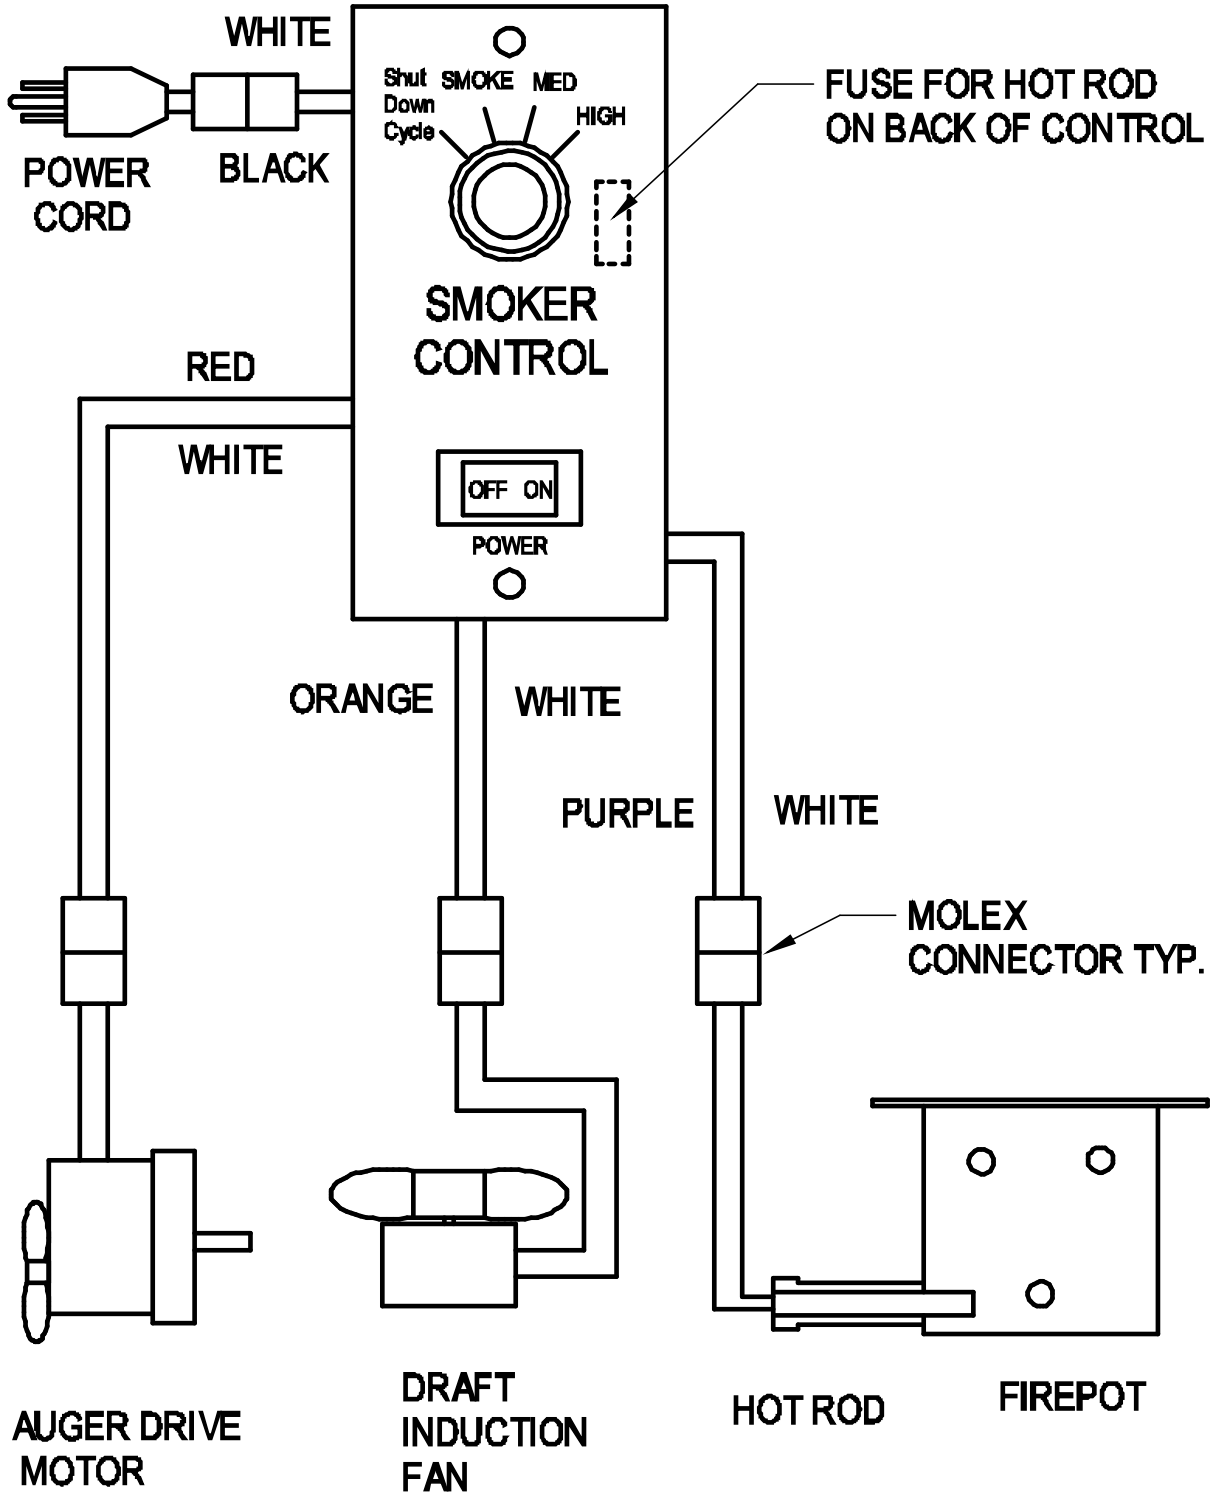 WHITE
POWER
CORD
BLACK
Shut
Down
Cycle
SMOKE
MED
HIGH
FUSE FOR HOT ROD
ON BACK OF CONTROL
SMOKER
CONTROL
RED
WHITE
OFF ON
POWER
ORANGE
WHITE
PURPLE
WHITE
MOLEX
CONNECTOR TYP.
AUGER DRIVE
MOTOR
DRAFT
INDUCTION
FAN
HOT ROD
FIREPOT